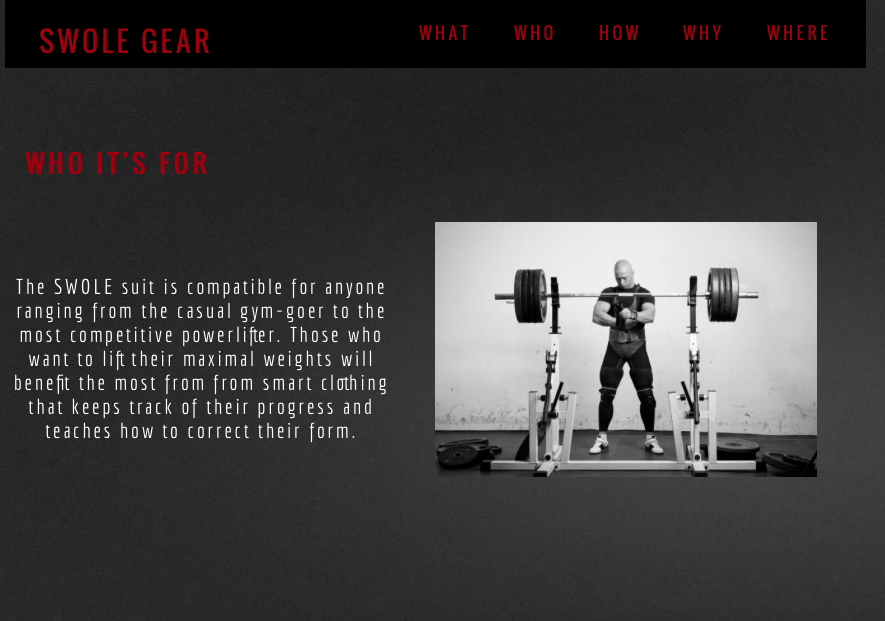 SWOLE GEAR
WHAT WHO HOW WHY WHERE
WHO IT'S FOR
The SWOLE suit is compatible for anyone
ranging from the casual gym-goer to the
most competitive powerlifter. Those who
want to lift their maximal weights will
benefit the most from from smart clothing
that keeps track of their progress and
teaches how to correct their form.